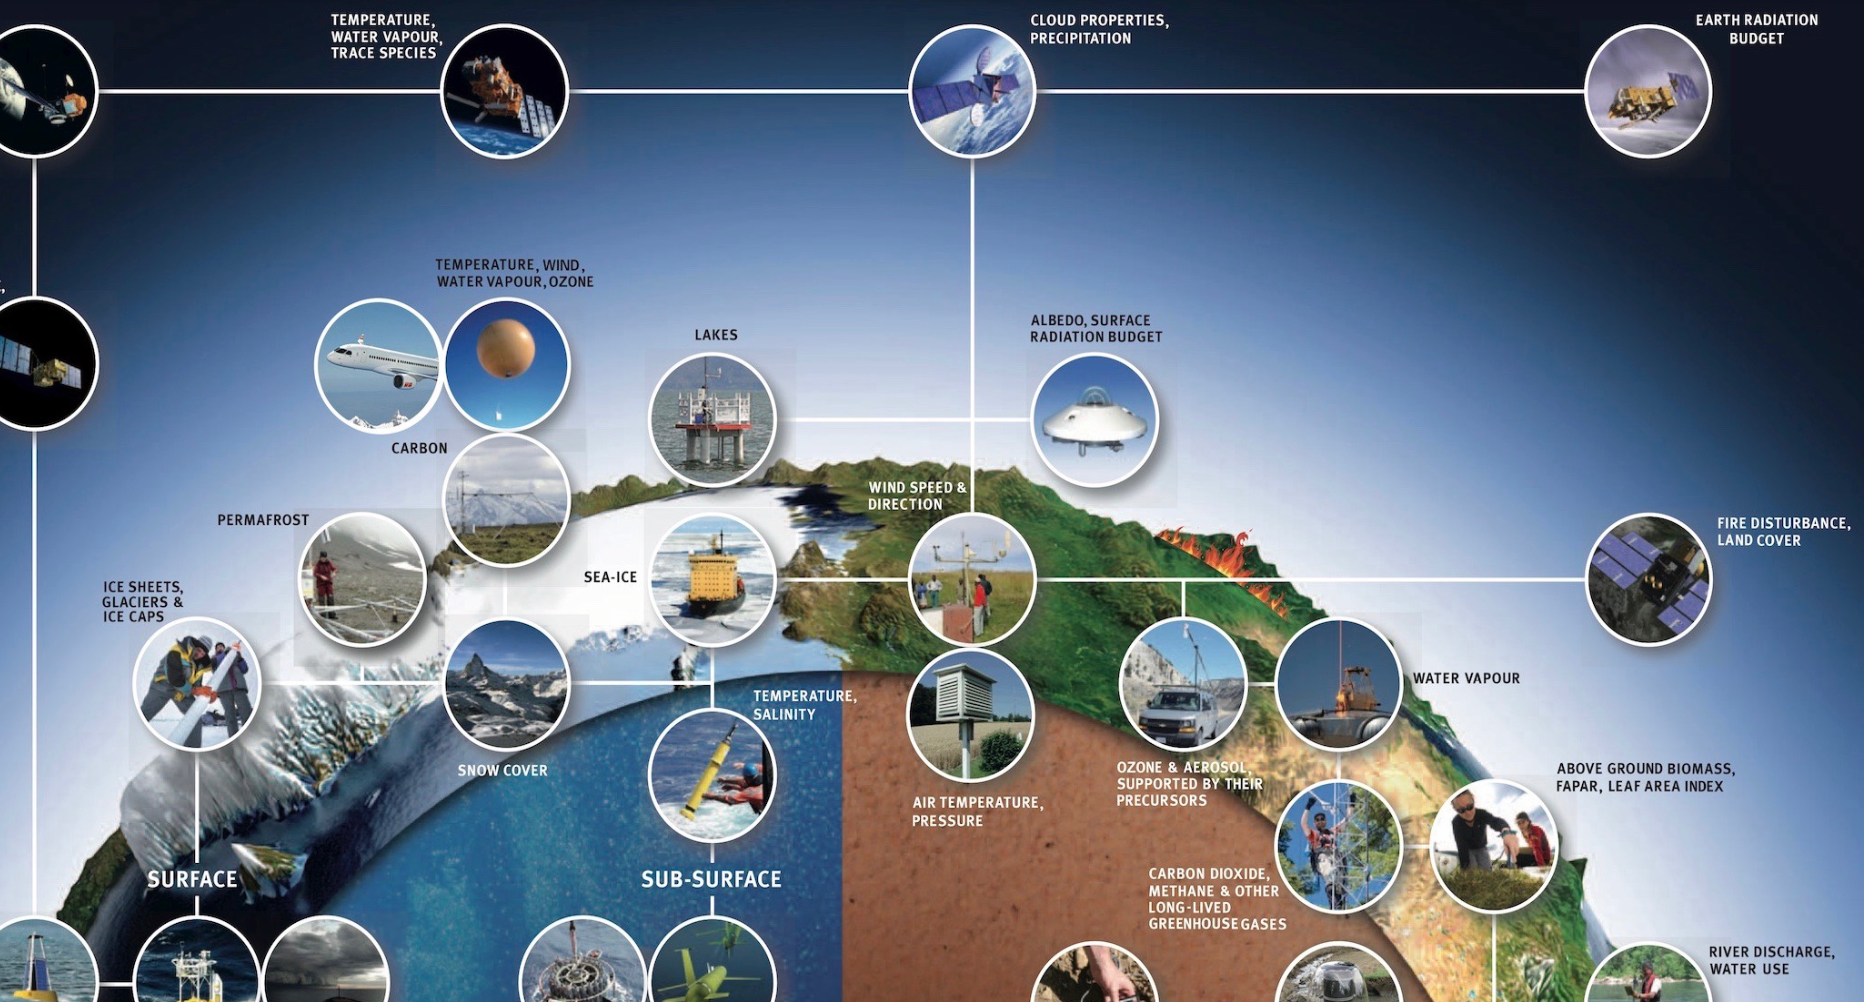 TEMPERATURE,
WATER VAPOUR,
TRACE SPECIES
CLOUD PROPERTIES,
PRECIPITATION
EARTH RADIATION
BUDGET
TEMPERATURE, WIND,
WATER VAPOUR, OZONE
LAKES
ALBEDO, SURFACE
RADIATION BUDGET
CARBON
WIND SPEED &
DIRECTION
PERMAFROST
FIRE DISTURBANCE,
LAND COVER
SEA-ICE
ICE SHEETS,
GLACIERS &
ICE CAPS
WATER VAPOUR
TEMPERATURE,
SALINITY
SNOW COVER
OZONE & AEROSOL,
SUPPORTED BY THEIR
PRECURSORS
ABOVE GROUND BIOMASS,
FAPAR, LEAF AREA INDEX
AIR TEMPERATURE,
PRESSURE
SURFACE
SUB-SURFACE
CARBON DIOXIDE,
METHANE & OTHER
LONG-LIVED
GREENHOUSE GASES
RIVER DISCHARGE,
WATER USE